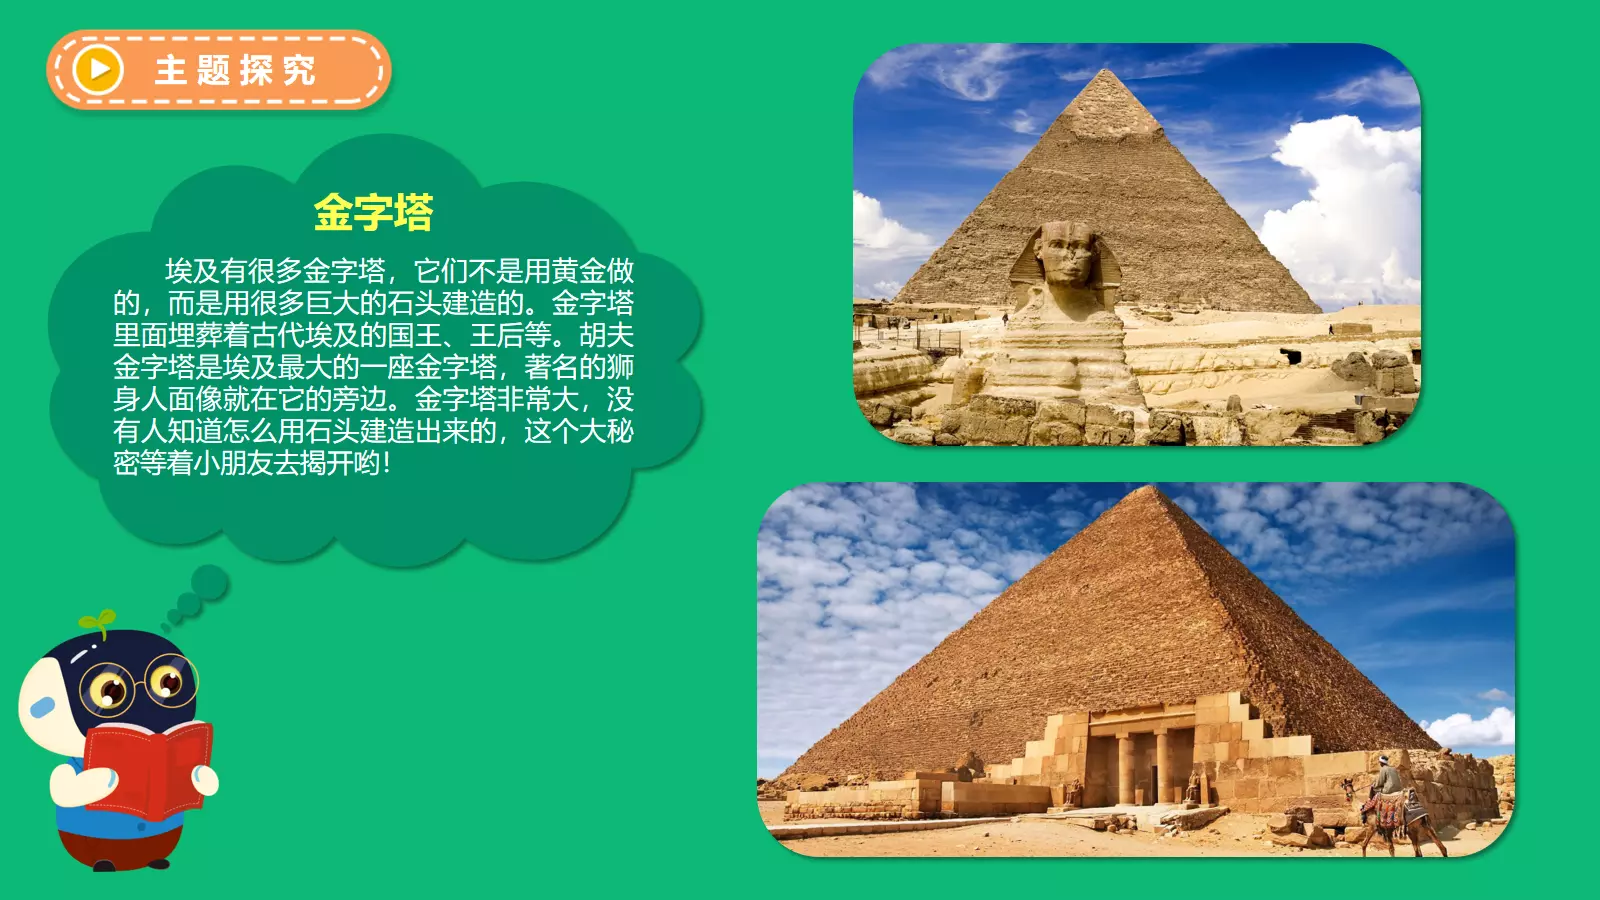 主题探究
金字塔
埃及有很多金字塔，它们不是用黄金做
的，而是用很多巨大的石头建造的。金字塔
里面埋葬着古代埃及的国王、王后等。胡夫
金字塔是埃及最大的一座金字塔，著名的狮
身人面像就在它的旁边。金字塔非常大，没
有人知道怎么用石头建造出来的，这个大秘
密等着小朋友去揭开哟！